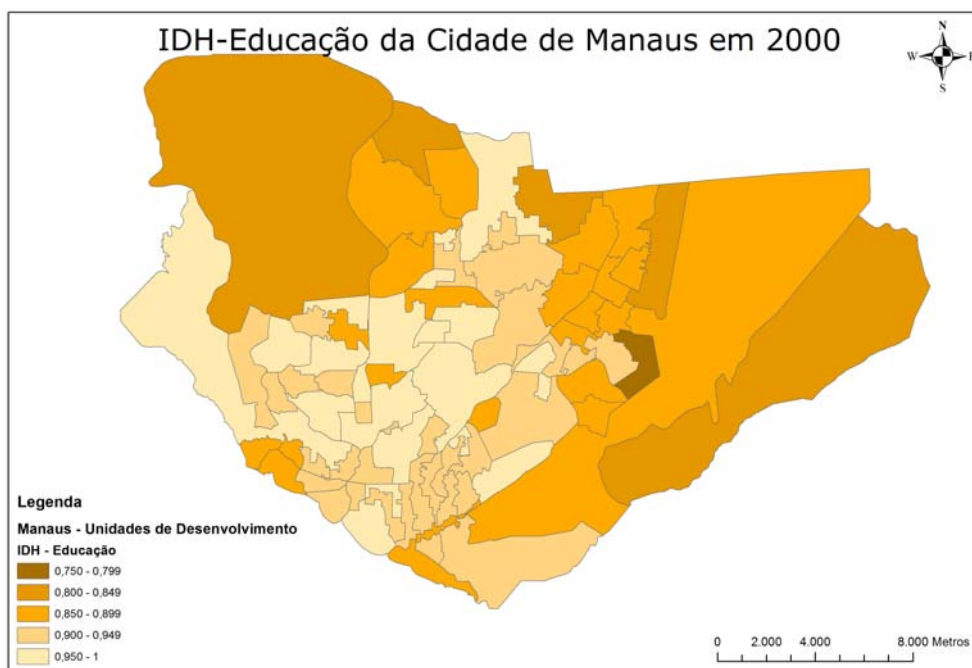 IDH-Educação da Cidade de Manaus em 2000
N
W
E
S
Legenda
Manaus - Unidades de Desenvolvimento
IDH - Educação
0,750 - 0,799
0,800 - 0,849
0,850 - 0,899
0,900 - 0,949
0,950 - 1
0 2.000 4.000 8.000 Metros